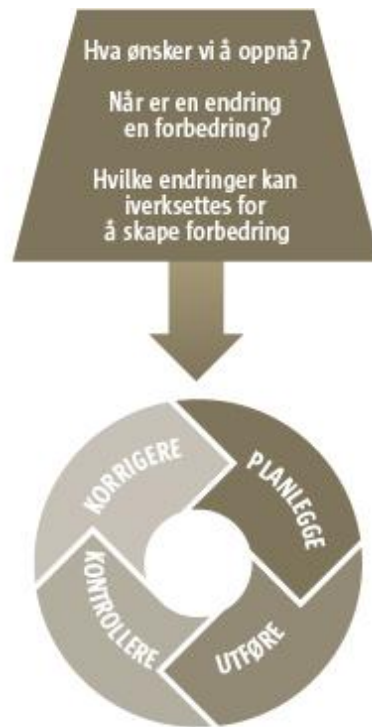 Hva ønsker vi å oppnå?
Når er en endring
en forbedring?
Hvilke endringer kan
iverksettes for
å skape forbedring
PLANLEGGE
UTFØRE
KONTROLLERE
KORRIGERE